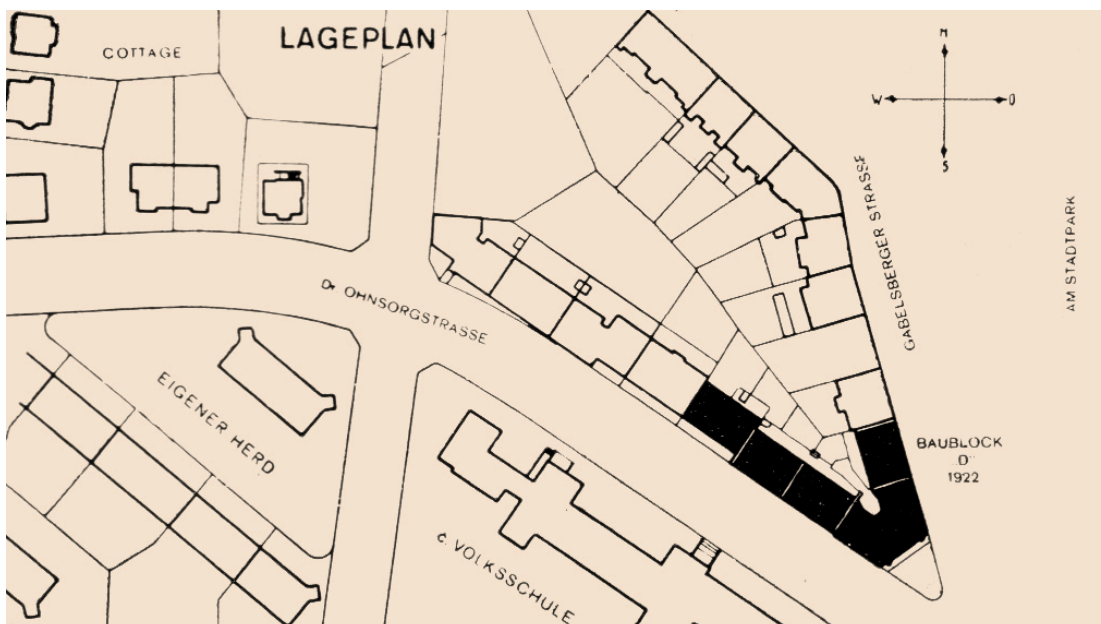 LAGEPLAN
COTTAGE
N
W
O
S
GABELSBERGER STRASSE
AM STADTPARK
Dr OHNSORGSTRASSE
EIGENER HERD
BAUBLOCK
"D"
1922
c. VOLKSSCHULE